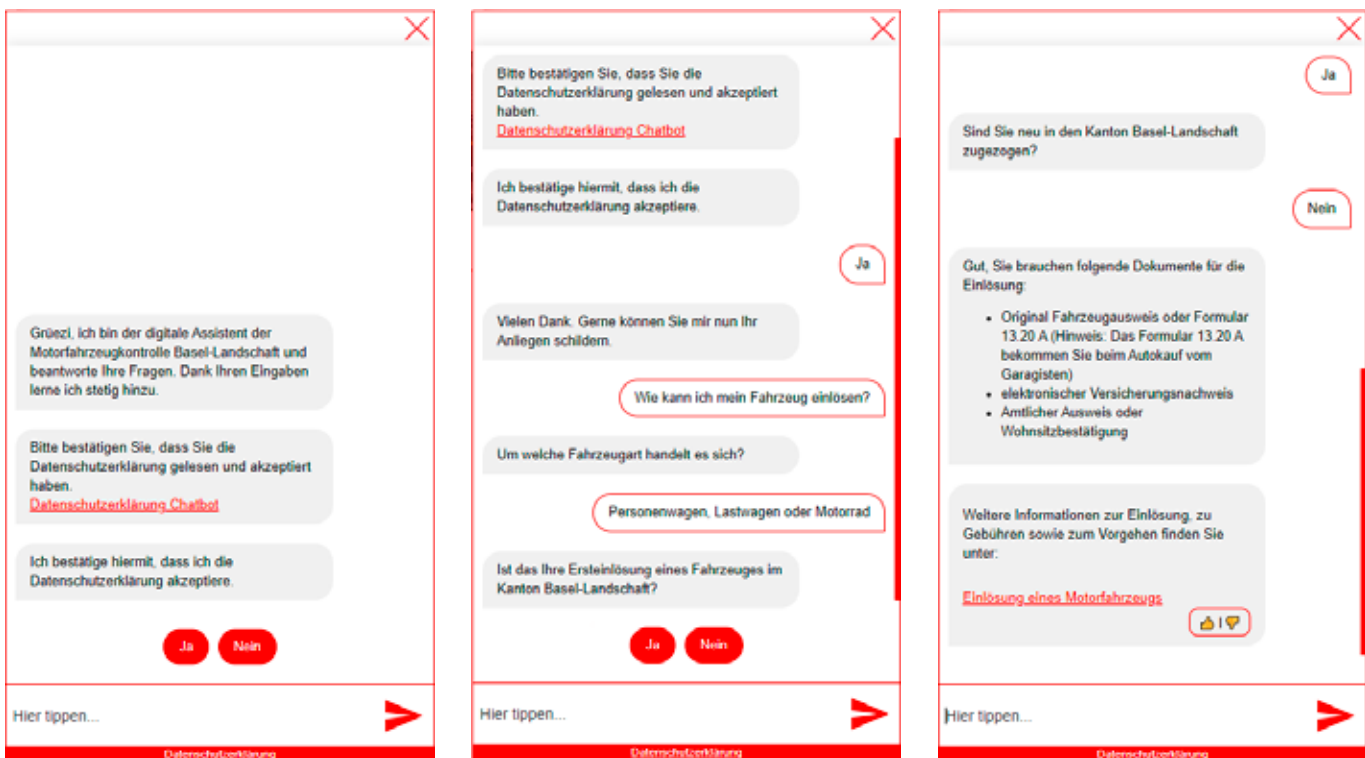 Grüezi, ich bin der digitale Assistent der
Motorfahrzeugkontrolle Basel-Landschaft und
beantworte Ihre Fragen. Dank Ihren Eingaben
lerne ich stetig hinzu.
Bitte bestätigen Sie, dass Sie die
Datenschutzerklärung gelesen und akzeptiert
haben.
Datenschutzerklärung Chatbot
Ich bestätige hiermit, dass ich die
Datenschutzerklärung akzeptiere.
Ja Nein
Hier tippen...
Datenschutzerklärung
Bitte bestätigen Sie, dass Sie die
Datenschutzerklärung gelesen und akzeptiert
haben.
Datenschutzerklärung Chatbot
Ich bestätige hiermit, dass ich die
Datenschutzerklärung akzeptiere.
Ja
Vielen Dank. Gerne können Sie mir nun Ihr
Anliegen schildern.
Wie kann ich mein Fahrzeug einlösen?
Um welche Fahrzeugart handelt es sich?
Personenwagen, Lastwagen oder Motorrad
Ist das Ihre Ersteinlösung eines Fahrzeuges im
Kanton Basel-Landschaft?
Ja Nein
Hier tippen...
Datenschutzerklärung
Ja
Sind Sie neu in den Kanton Basel-Landschaft
zugezogen?
Nein
Gut, Sie brauchen folgende Dokumente für die
Einlösung:
• Original Fahrzeugausweis oder Formular
13.20 A (Hinweis: Das Formular 13.20 A
bekommen Sie beim Autokauf vom
Garagisten)
• elektronischer Versicherungsnachweis
• Amtlicher Ausweis oder
Wohnsitzbestätigung
Weitere Informationen zur Einlösung, zu
Gebühren sowie zum Vorgehen finden Sie
unter:
Einlösung eines Motorfahrzeugs
Hier tippen...
Datenschutzerklärung